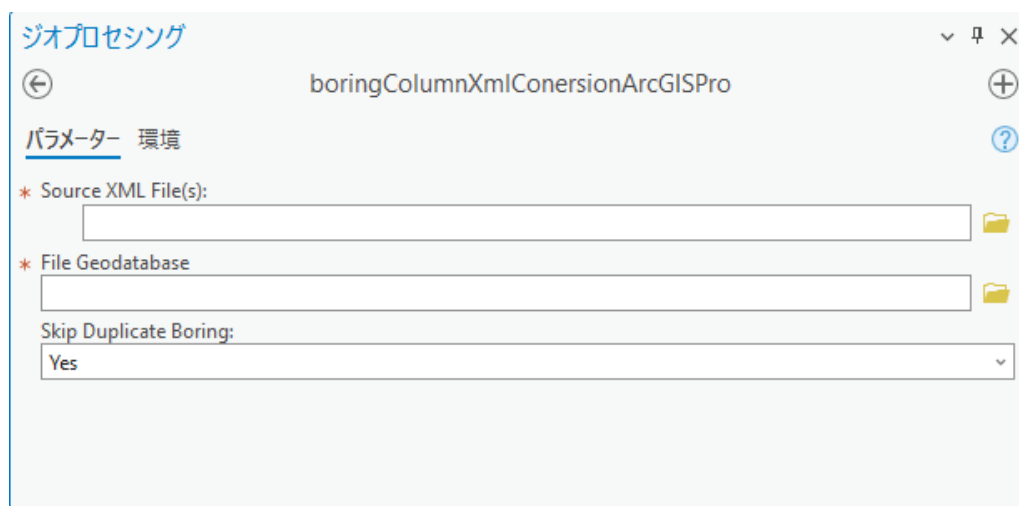 ジオプロセシング
boringColumnXmlConersionArcGISPro
パラメーター 環境
* Source XML File(s):
* File Geodatabase
Skip Duplicate Boring:
Yes